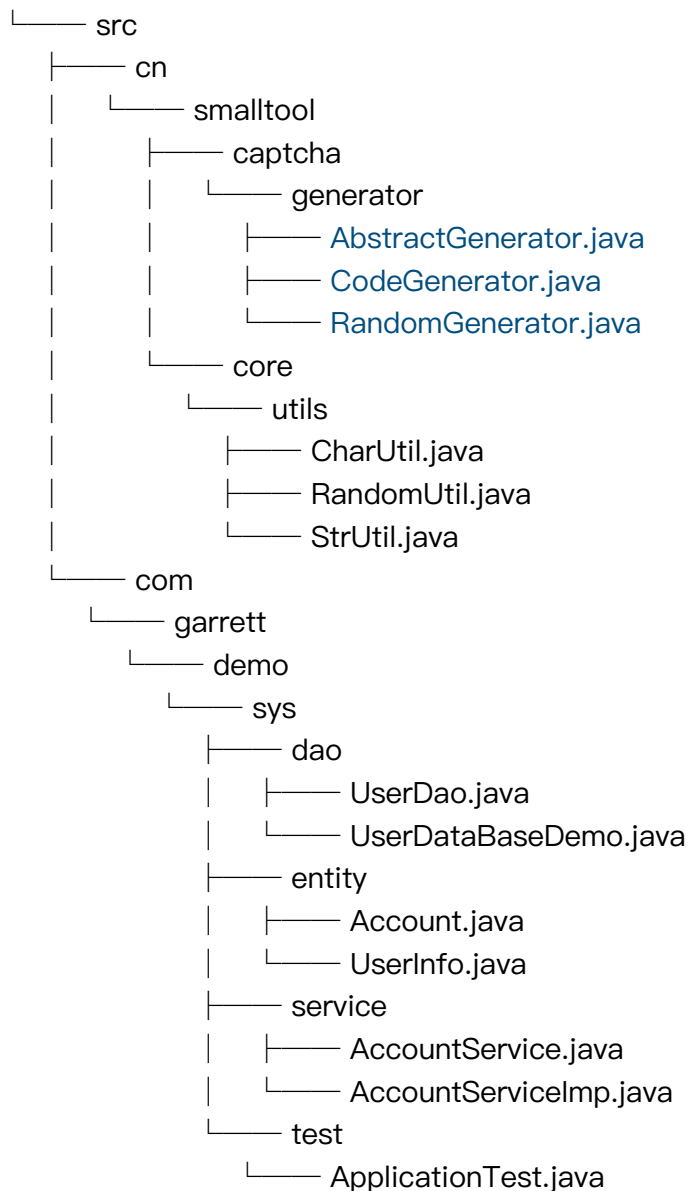 └── src
├── cn
│ └── smalltool
│ ├── captcha
│ │ └── generator
│ │ ├── AbstractGenerator.java
│ │ ├── CodeGenerator.java
│ │ └── RandomGenerator.java
│ └── core
│ └── utils
│ ├── CharUtil.java
│ ├── RandomUtil.java
│ └── StrUtil.java
└── com
└── garrett
└── demo
└── sys
├── dao
│ ├── UserDao.java
│ └── UserDataBaseDemo.java
├── entity
│ ├── Account.java
│ └── UserInfo.java
├── service
│ ├── AccountService.java
│ └── AccountServiceImp.java
└── test
└── ApplicationTest.java